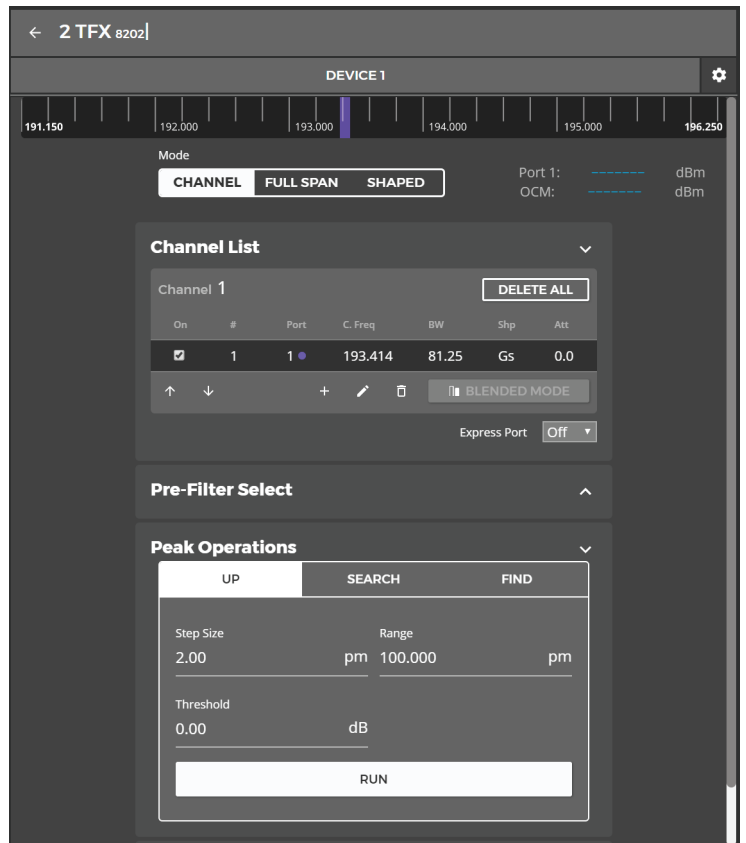 ← 2 TFX 8202
DEVICE 1
191.150 192.000 193.000 194.000 195.000 196.250
Mode
CHANNEL FULL SPAN SHAPED
Port 1: ------- dBm
OCM: ------- dBm
Channel List
Channel 1 DELETE ALL
On # Port C. Freq BW Shp Att
1 1 193.414 81.25 Gs 0.0
↑ ↓ + BLENDED MODE
Express Port Off
Pre-Filter Select
Peak Operations
UP SEARCH FIND
Step Size Range
2.00 pm 100.000 pm
Threshold
0.00 dB
RUN